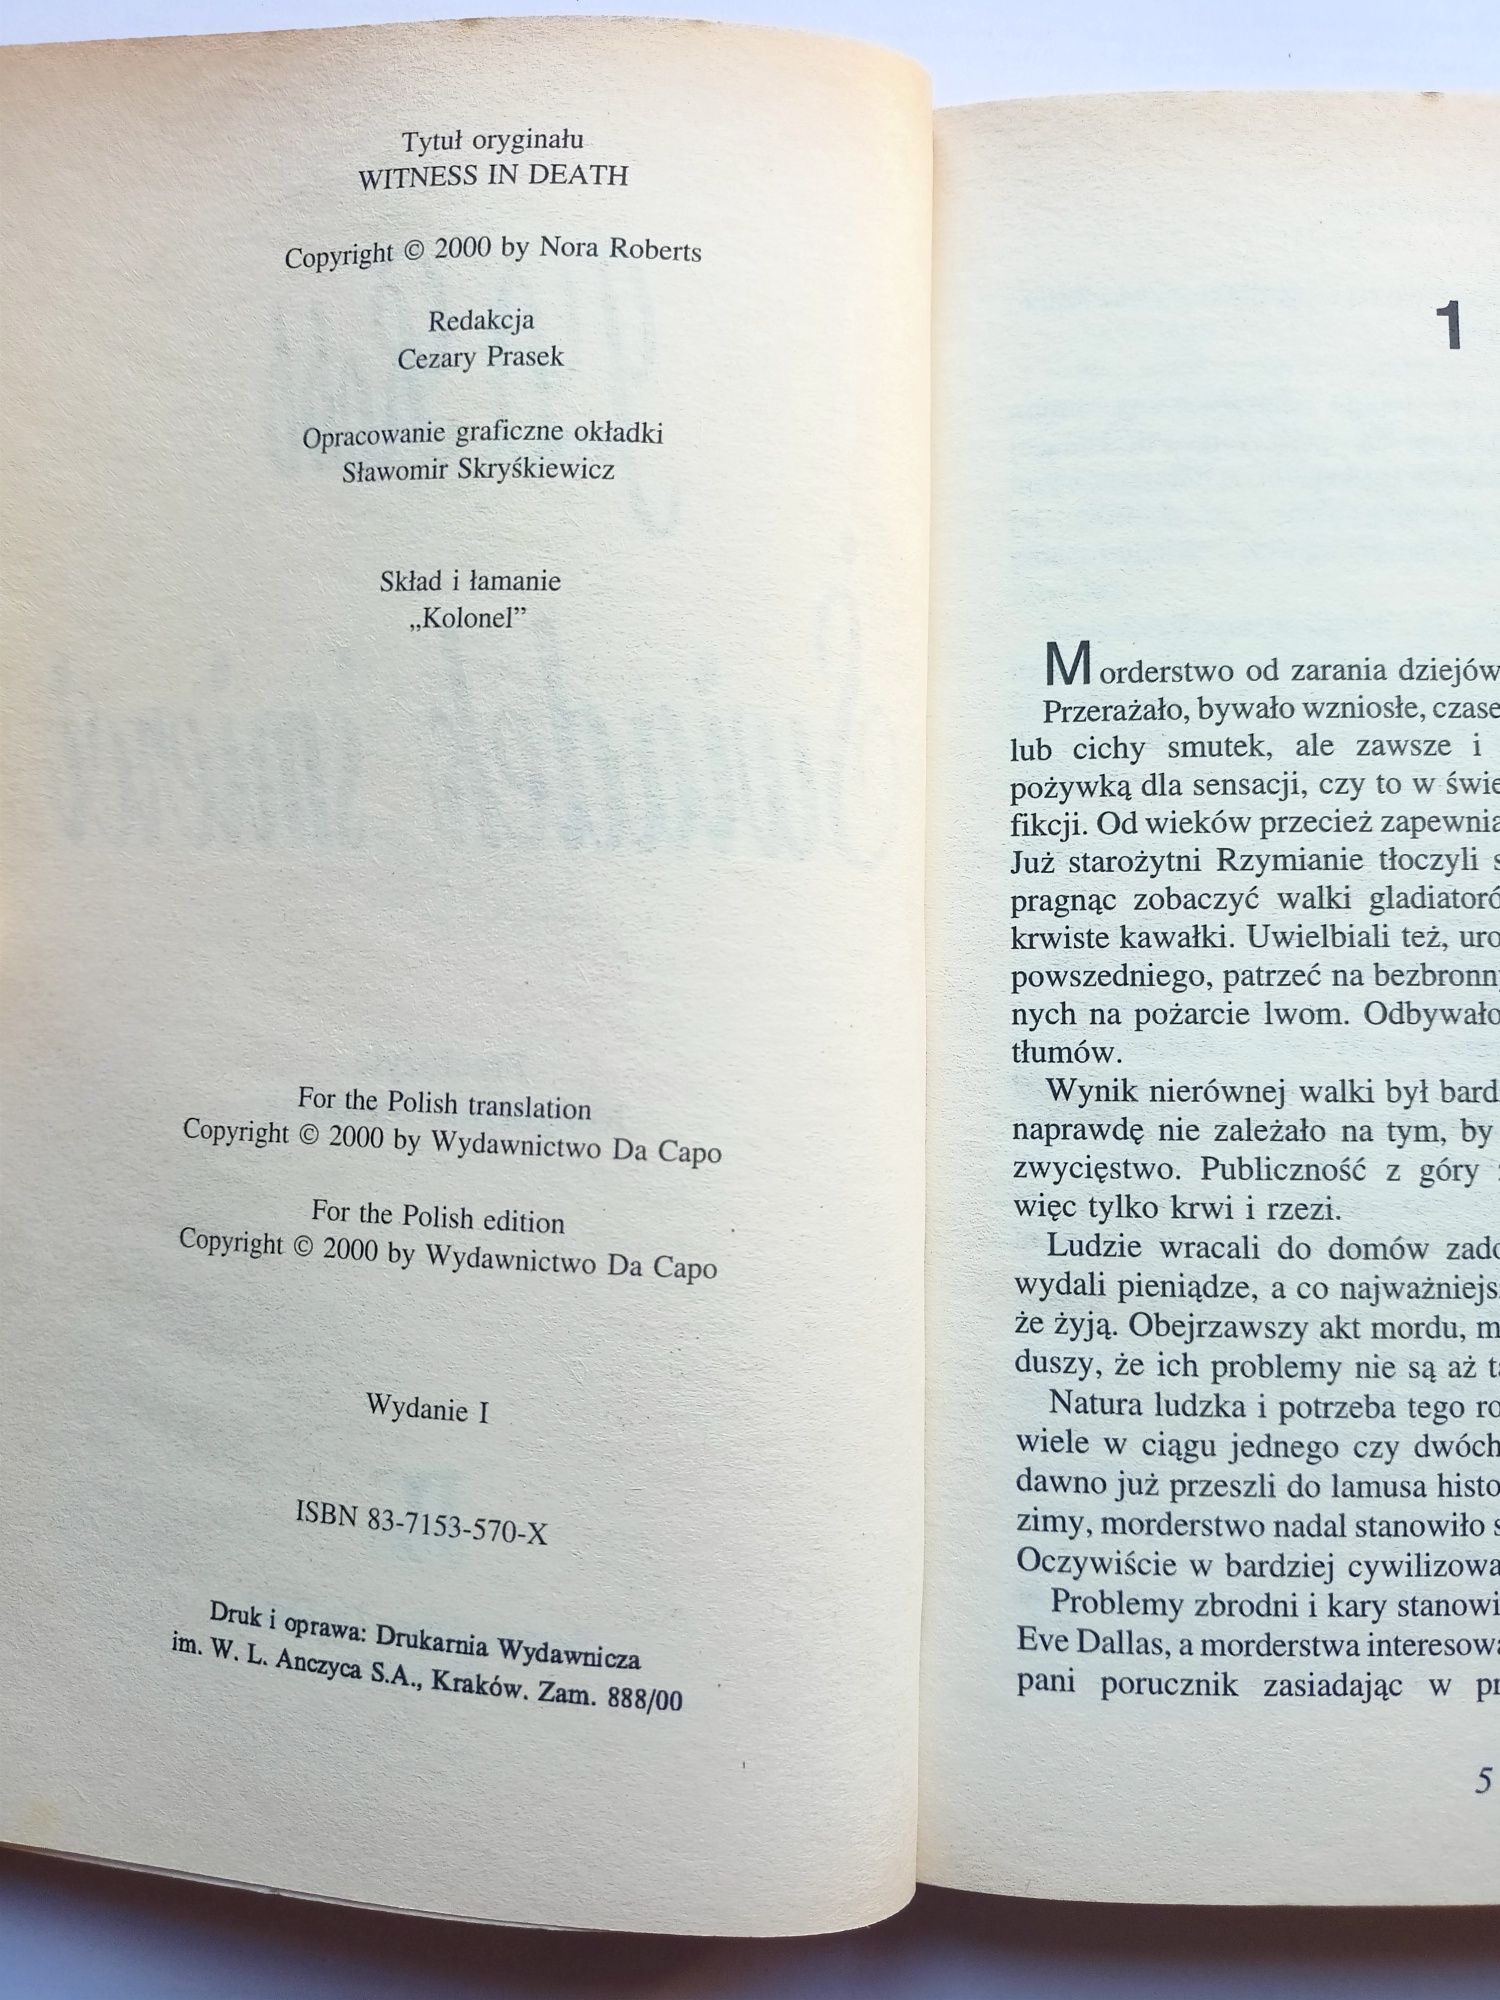 Tytuł oryginału
WITNESS IN DEATH
Copyright © 2000 by Nora Roberts
Redakcja
Cezary Prasek
Opracowanie graficzne okładki
Sławomir Skryśkiewicz
Skład i łamanie
„Kolonel”
For the Polish translation
Copyright © 2000 by Wydawnictwo Da Capo
For the Polish edition
Copyright © 2000 by Wydawnictwo Da Capo
Wydanie I
ISBN 83-7153-570-X
Druk i oprawa: Drukarnia Wydawnicza
im. W. L. Anczyca S.A., Kraków. Zam. 888/00
1
Morderstwo od zarania dziejów
Przerażało, bywało wzniosłe, czase
lub cichy smutek, ale zawsze i
pożywką dla sensacji, czy to w świe
fikcji. Od wieków przecież zapewnia
Już starożytni Rzymianie tłoczyli s
pragnąc zobaczyć walki gladiatoró
krwiste kawałki. Uwielbiali też, uro
powszedniego, patrzeć na bezbronny
nych na pożarcie lwom. Odbywało
tłumów.
Wynik nierównej walki był bard
naprawdę nie zależało na tym, by
zwycięstwo. Publiczność z góry
więc tylko krwi i rzezi.
Ludzie wracali do domów zado
wydali pieniądze, a co najważniejs
że żyją. Obejrzawszy akt mordu, m
duszy, że ich problemy nie są aż ta
Natura ludzka i potrzeba tego ro
wiele w ciągu jednego czy dwóch
dawno już przeszli do lamusa histo
zimy, morderstwo nadal stanowiło s
Oczywiście w bardziej cywilizowa
Problemy zbrodni i kary stanowi
Eve Dallas, a morderstwa interesowa
pani porucznik zasiadając w pr
5